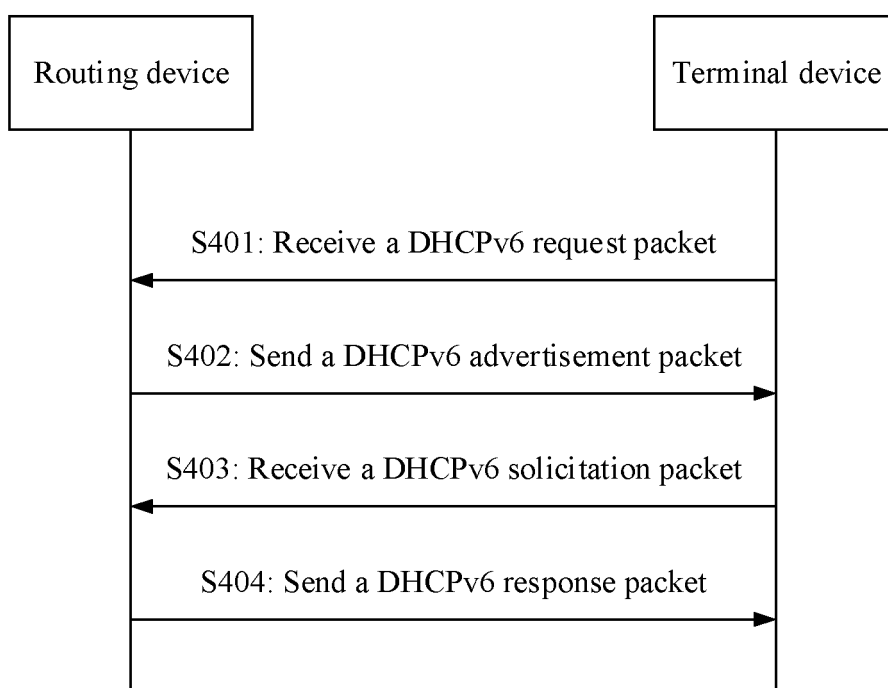 Routing device
Terminal device
S401: Receive a DHCPv6 request packet
S402: Send a DHCPv6 advertisement packet
S403: Receive a DHCPv6 solicitation packet
S404: Send a DHCPv6 response packet